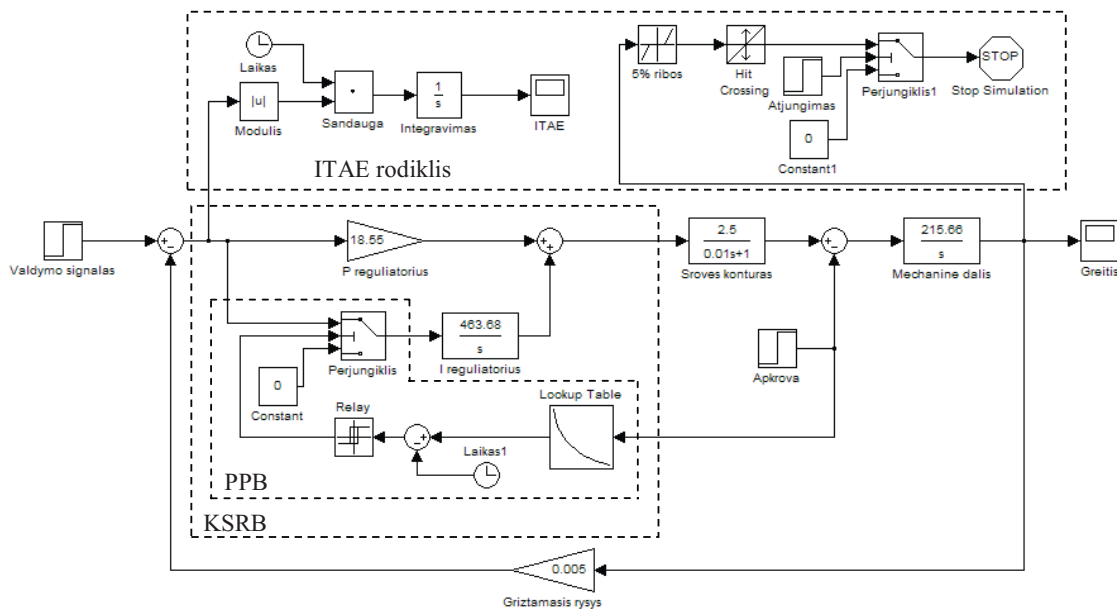 Laikas
|u|
Modulis
Sandauga
1
s
Integravimas
ITAE
ITAE rodiklis
5% ribos
Hit
Crossing
Atjungimas
0
Constant1
Perjungiklis1
STOP
Stop Simulation
Valdymo signalas
18.55
P reguliatorius
2.5
0.01s+1
Sroves konturas
215.66
s
Mechanine dalis
Greitis
Perjungiklis
463.68
s
I reguliatorius
0
Constant
Apkrova
Relay
Laikas1
Lookup Table
PPB
KSRB
0.005
Griztamasis rysys